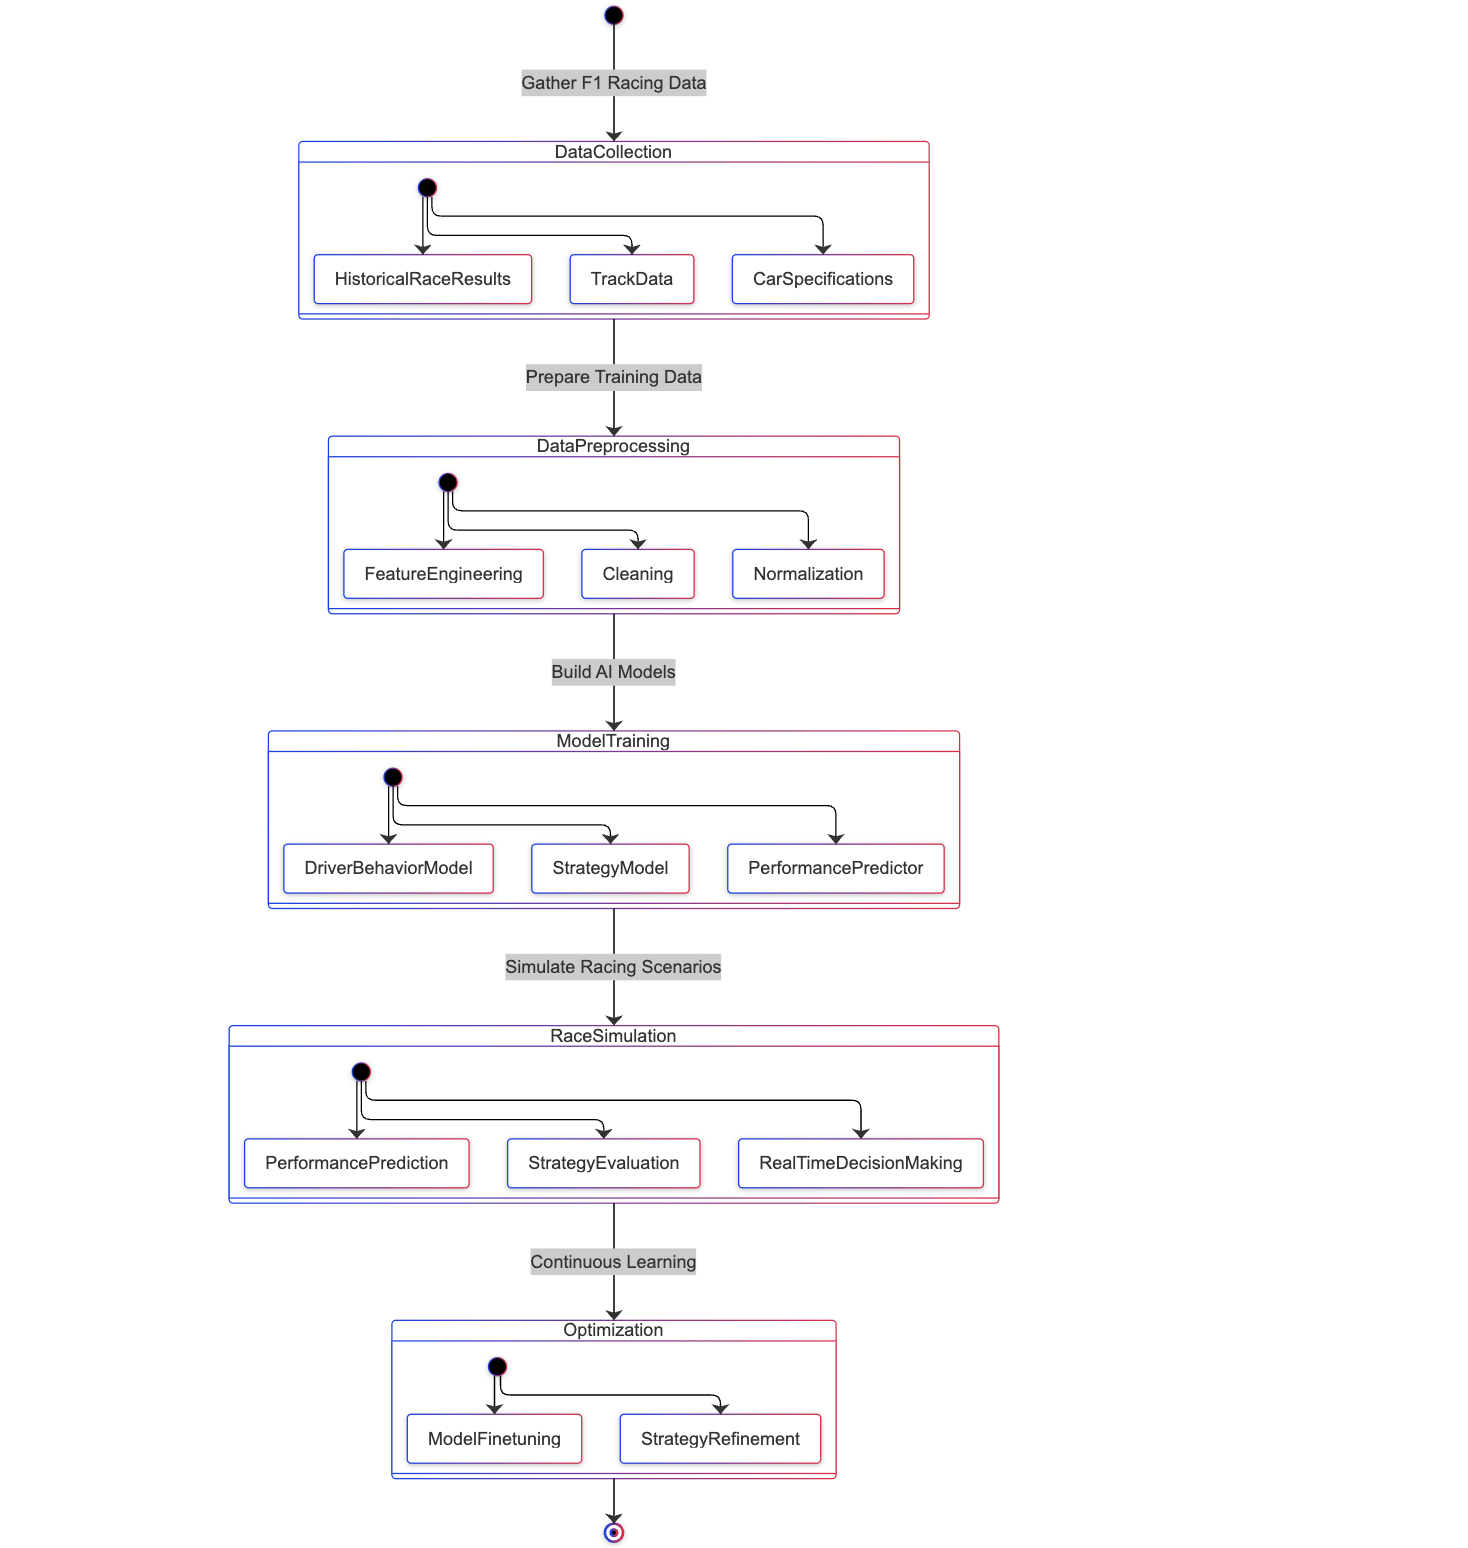 Gather F1 Racing Data
DataCollection
HistoricalRaceResults
TrackData
CarSpecifications
Prepare Training Data
DataPreprocessing
FeatureEngineering
Cleaning
Normalization
Build AI Models
ModelTraining
DriverBehaviorModel
StrategyModel
PerformancePredictor
Simulate Racing Scenarios
RaceSimulation
PerformancePrediction
StrategyEvaluation
RealTimeDecisionMaking
Continuous Learning
Optimization
ModelFinetuning
StrategyRefinement